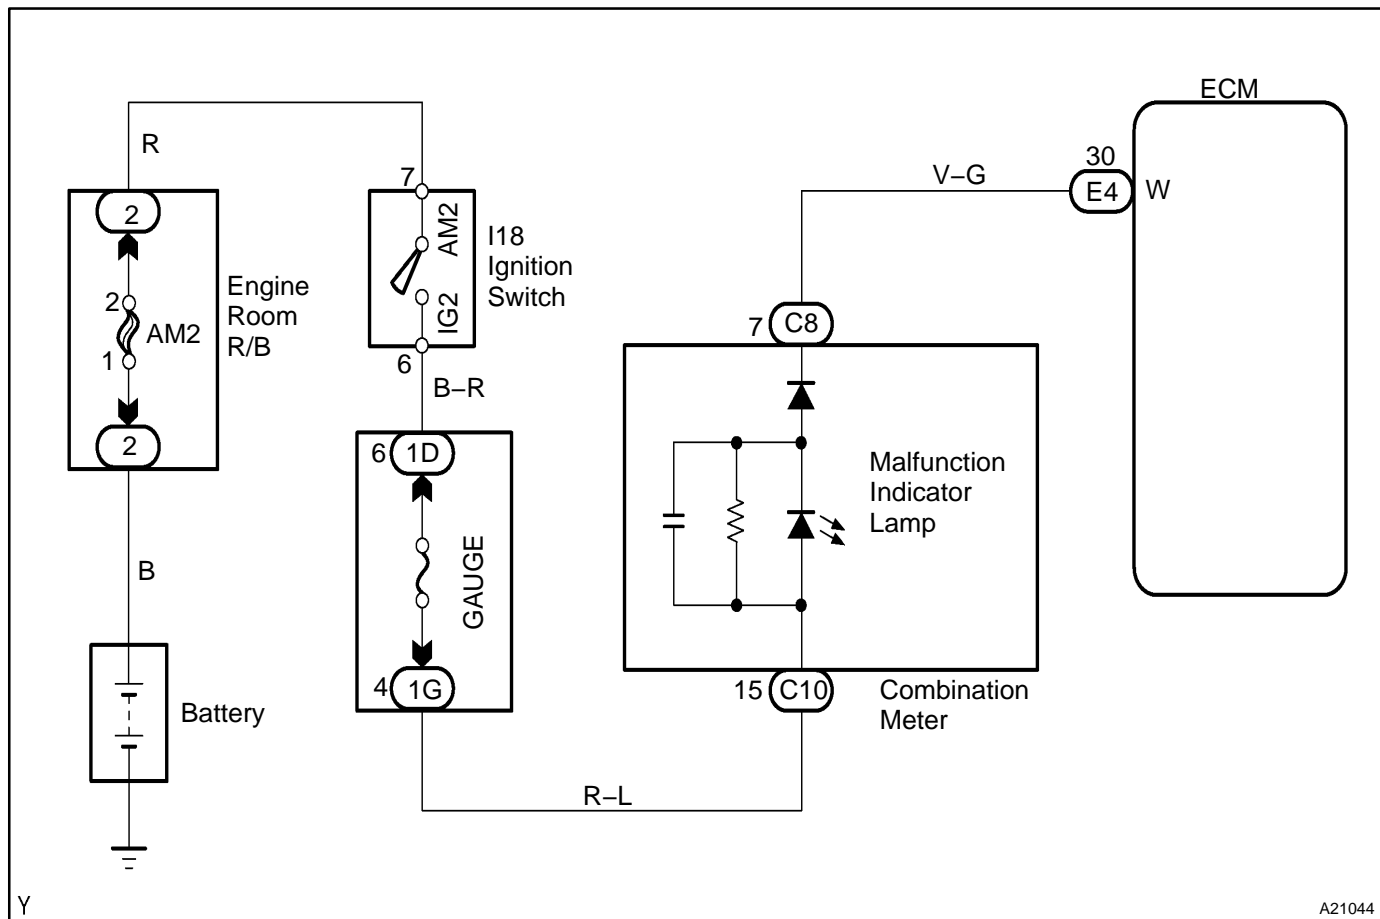 ECM
R
30
V–G
E4
W
7
2
AM2
I18
Ignition
Switch
IG2
6
Engine
Room
R/B
2
AM2
1
2
C8
7
B–R
6
1D
GAUGE
4
1G
Malfunction
Indicator
Lamp
B
Battery
15
C10
Combination
Meter
R–L
Y
A21044